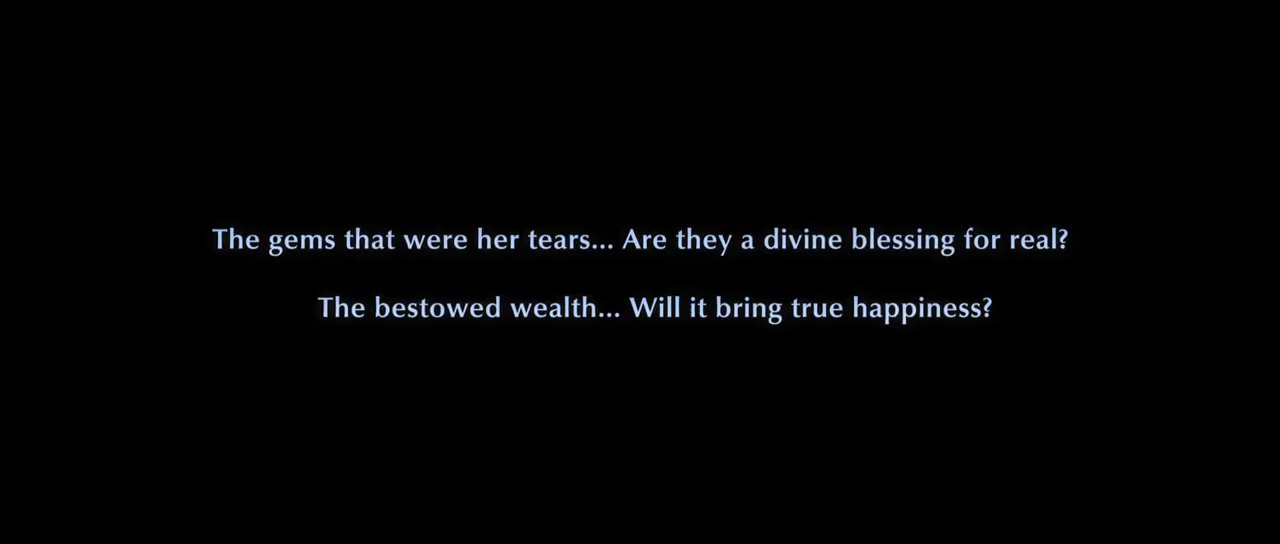 The gems that were her tears... Are they a divine blessing for real?
The bestowed wealth... Will it bring true happiness?